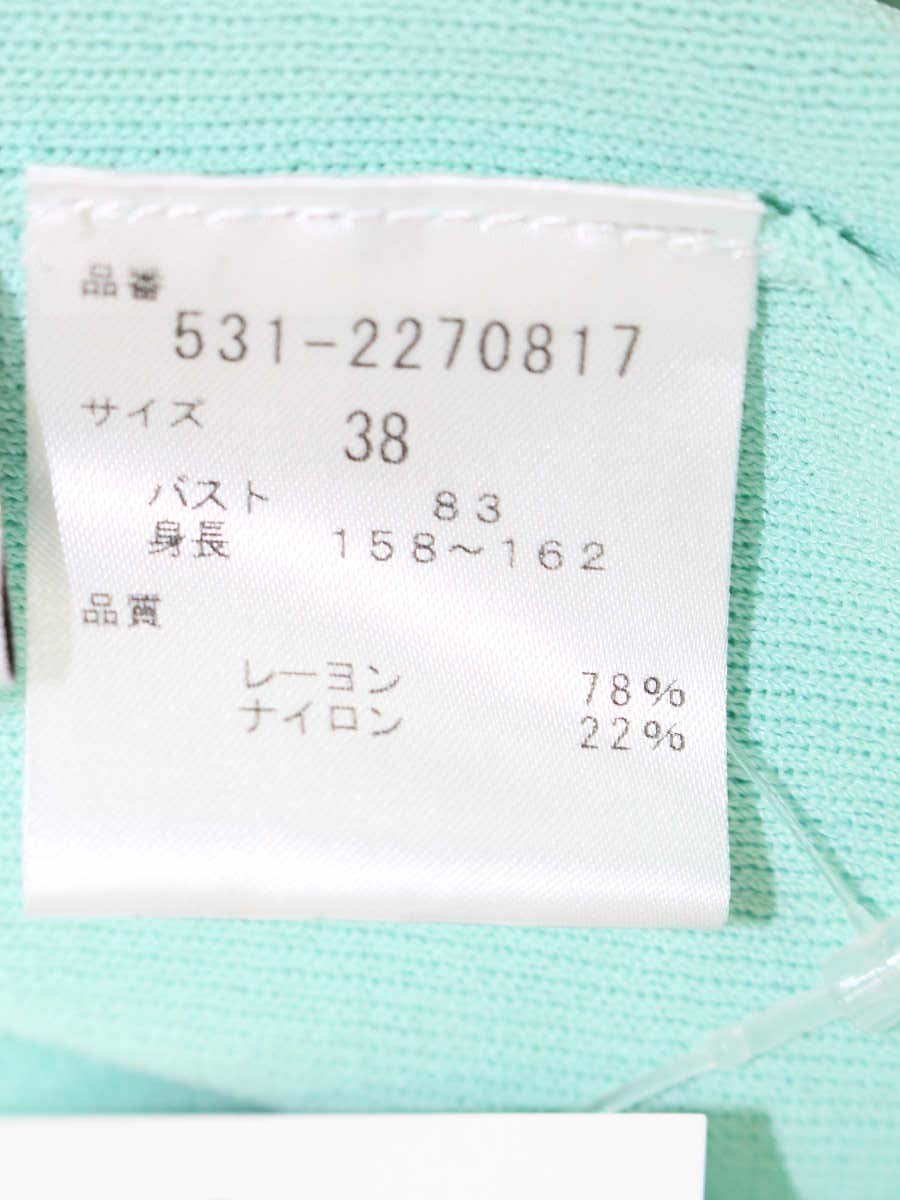 品番
531-2270817
サイズ 38
バスト 83
身長 158～162
品質
レーヨン 78%
ナイロン 22%